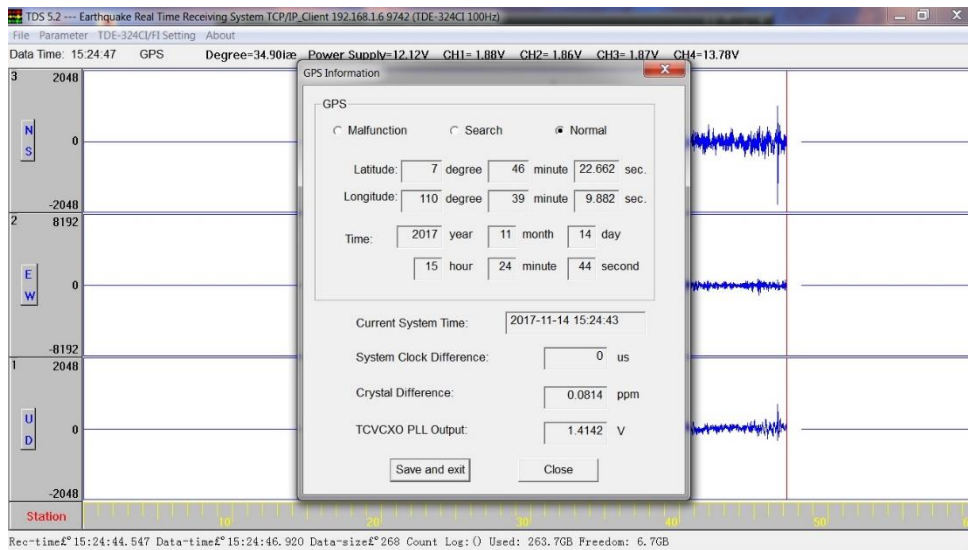 TDS 5.2 --- Earthquake Real Time Receiving System TCP/IP_Client 192.168.1.6 9742 (TDE-324CI 100Hz)
File Parameter TDE-324CI/FI Setting About
Data Time: 15:24:47 GPS Degree=34.90iæ Power Supply=12.12V CH1= 1.88V CH2= 1.86V CH3= 1.87V CH4=13.78V
GPS Information
GPS
Malfunction Search Normal
Latitude: 7 degree 46 minute 22.662 sec.
Longitude: 110 degree 39 minute 9.882 sec.
Time: 2017 year 11 month 14 day
15 hour 24 minute 44 second
Current System Time: 2017-11-14 15:24:43
System Clock Difference: 0 us
Crystal Difference: 0.0814 ppm
TCVCXO PLL Output: 1.4142 V
Save and exit Close
3 2048
N
S
0
-2048
2 8192
E
W
0
-8192
1 2048
U
D
0
-2048
Station 10 20 30 40 50 6
Rec-time£º15:24:44.547 Data-time£º15:24:46.920 Data-size£º268 Count Log:() Used: 263.7GB Freedom: 6.7GB